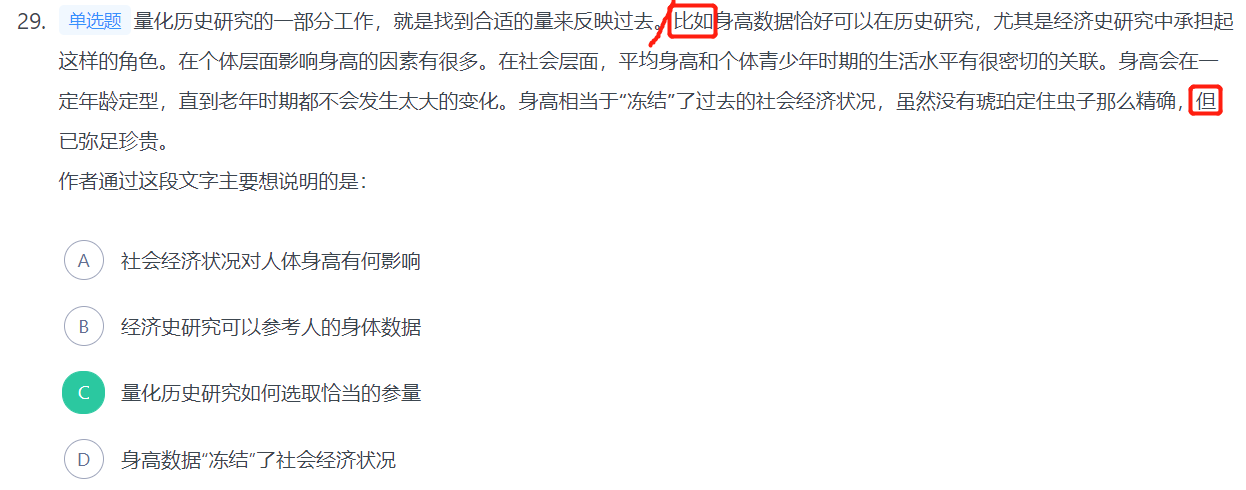 29. 单选题 量化历史研究的一部分工作，就是找到合适的量来反映过去。比如身高数据恰好可以在历史研究，尤其是经济史研究中承担起
这样的角色。在个体层面影响身高的因素有很多。在社会层面，平均身高和个体青少年时期的生活水平有很密切的关联。身高会在一
定年龄定型，直到老年时期都不会发生太大的变化。身高相当于“冻结”了过去的社会经济状况，虽然没有琥珀定住虫子那么精确，但
已弥足珍贵。
作者通过这段文字主要想说明的是：
A 社会经济状况对人体身高有何影响
B 经济史研究可以参考人的身体数据
C 量化历史研究如何选取恰当的参量
D 身高数据“冻结”了社会经济状况